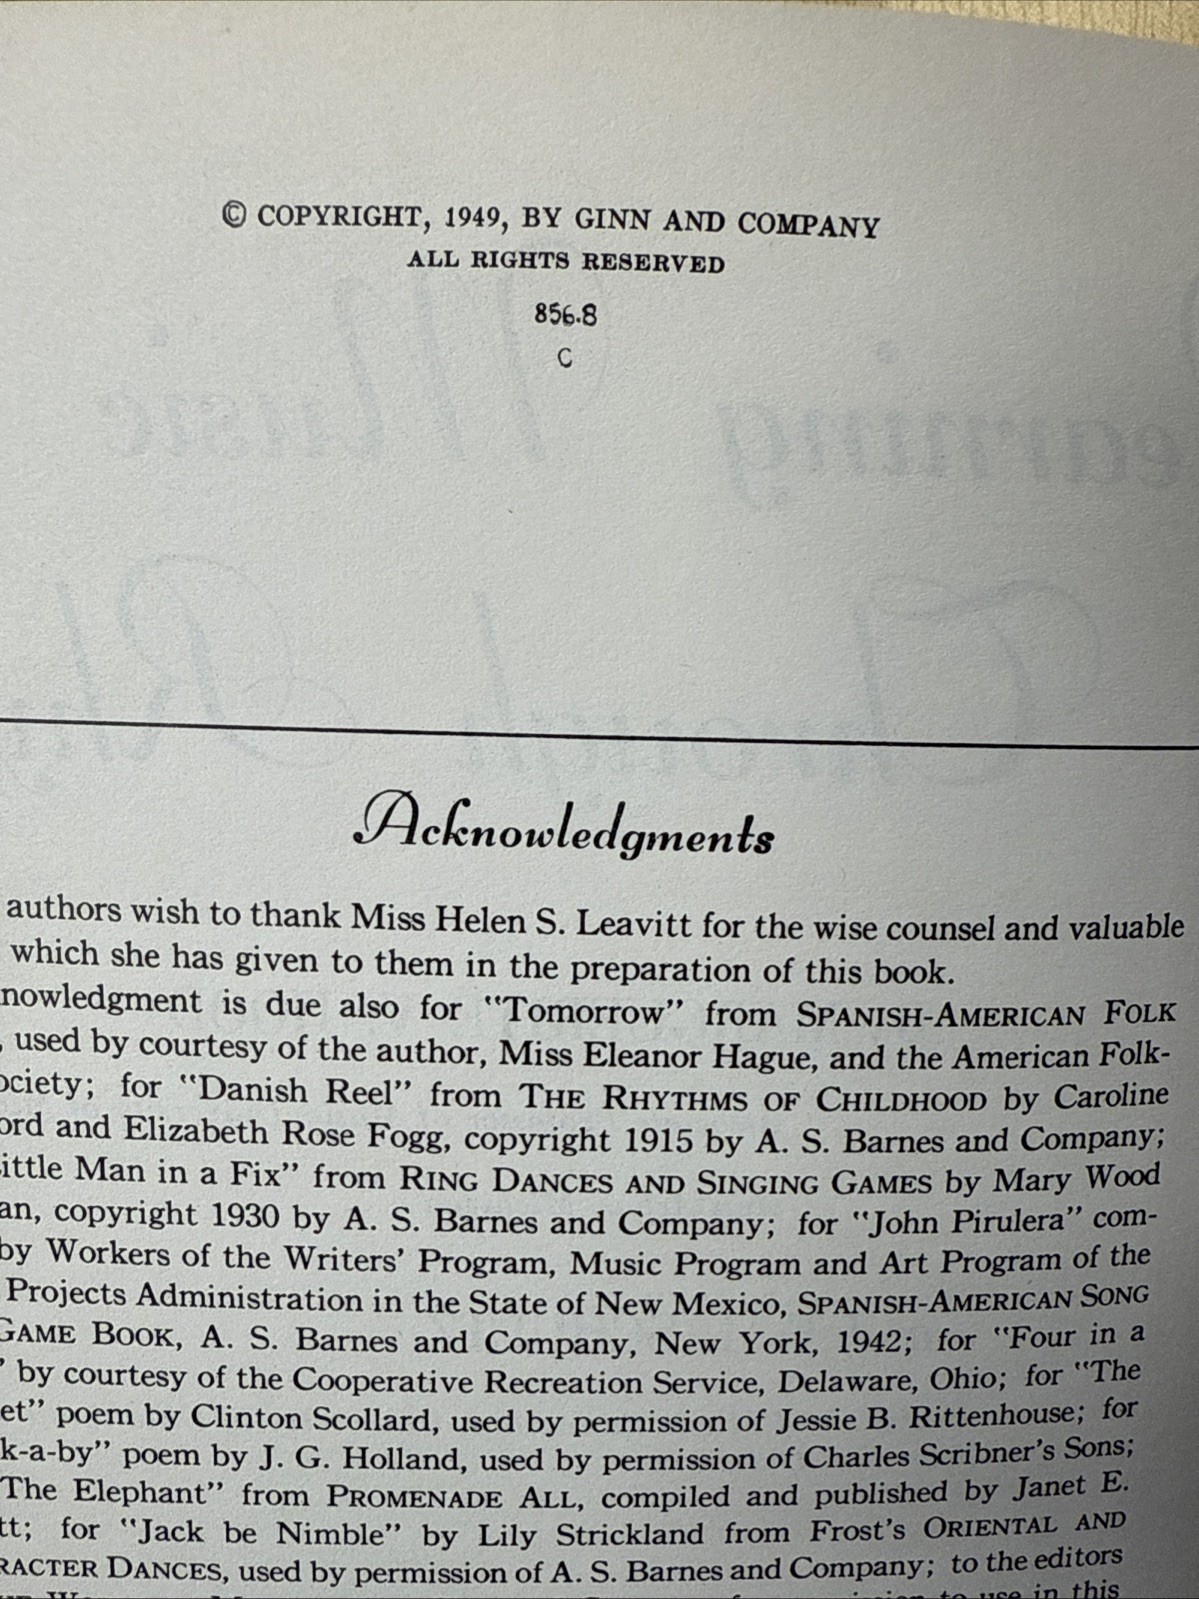 © COPYRIGHT, 1949, BY GINN AND COMPANY
ALL RIGHTS RESERVED
856.8
C
Acknowledgments
authors wish to thank Miss Helen S. Leavitt for the wise counsel and valuable
which she has given to them in the preparation of this book.
nowledgment is due also for "Tomorrow" from SPANISH-AMERICAN FOLK
, used by courtesy of the author, Miss Eleanor Hague, and the American Folk-
ociety; for "Danish Reel" from THE RHYTHMS OF CHILDHOOD by Caroline
ord and Elizabeth Rose Fogg, copyright 1915 by A. S. Barnes and Company;
ittle Man in a Fix" from RING DANCES AND SINGING GAMES by Mary Wood
an, copyright 1930 by A. S. Barnes and Company; for "John Pirulera" com-
by Workers of the Writers' Program, Music Program and Art Program of the
Projects Administration in the State of New Mexico, SPANISH-AMERICAN SONG
GAME BOOK, A. S. Barnes and Company, New York, 1942; for "Four in a
" by courtesy of the Cooperative Recreation Service, Delaware, Ohio; for "The
et" poem by Clinton Scollard, used by permission of Jessie B. Rittenhouse; for
k-a-by" poem by J. G. Holland, used by permission of Charles Scribner's Sons;
The Elephant" from PROMENADE ALL, compiled and published by Janet E.
tt; for "Jack be Nimble" by Lily Strickland from Frost's ORIENTAL AND
RACTER DANCES, used by permission of A. S. Barnes and Company; to the editors
to use in this